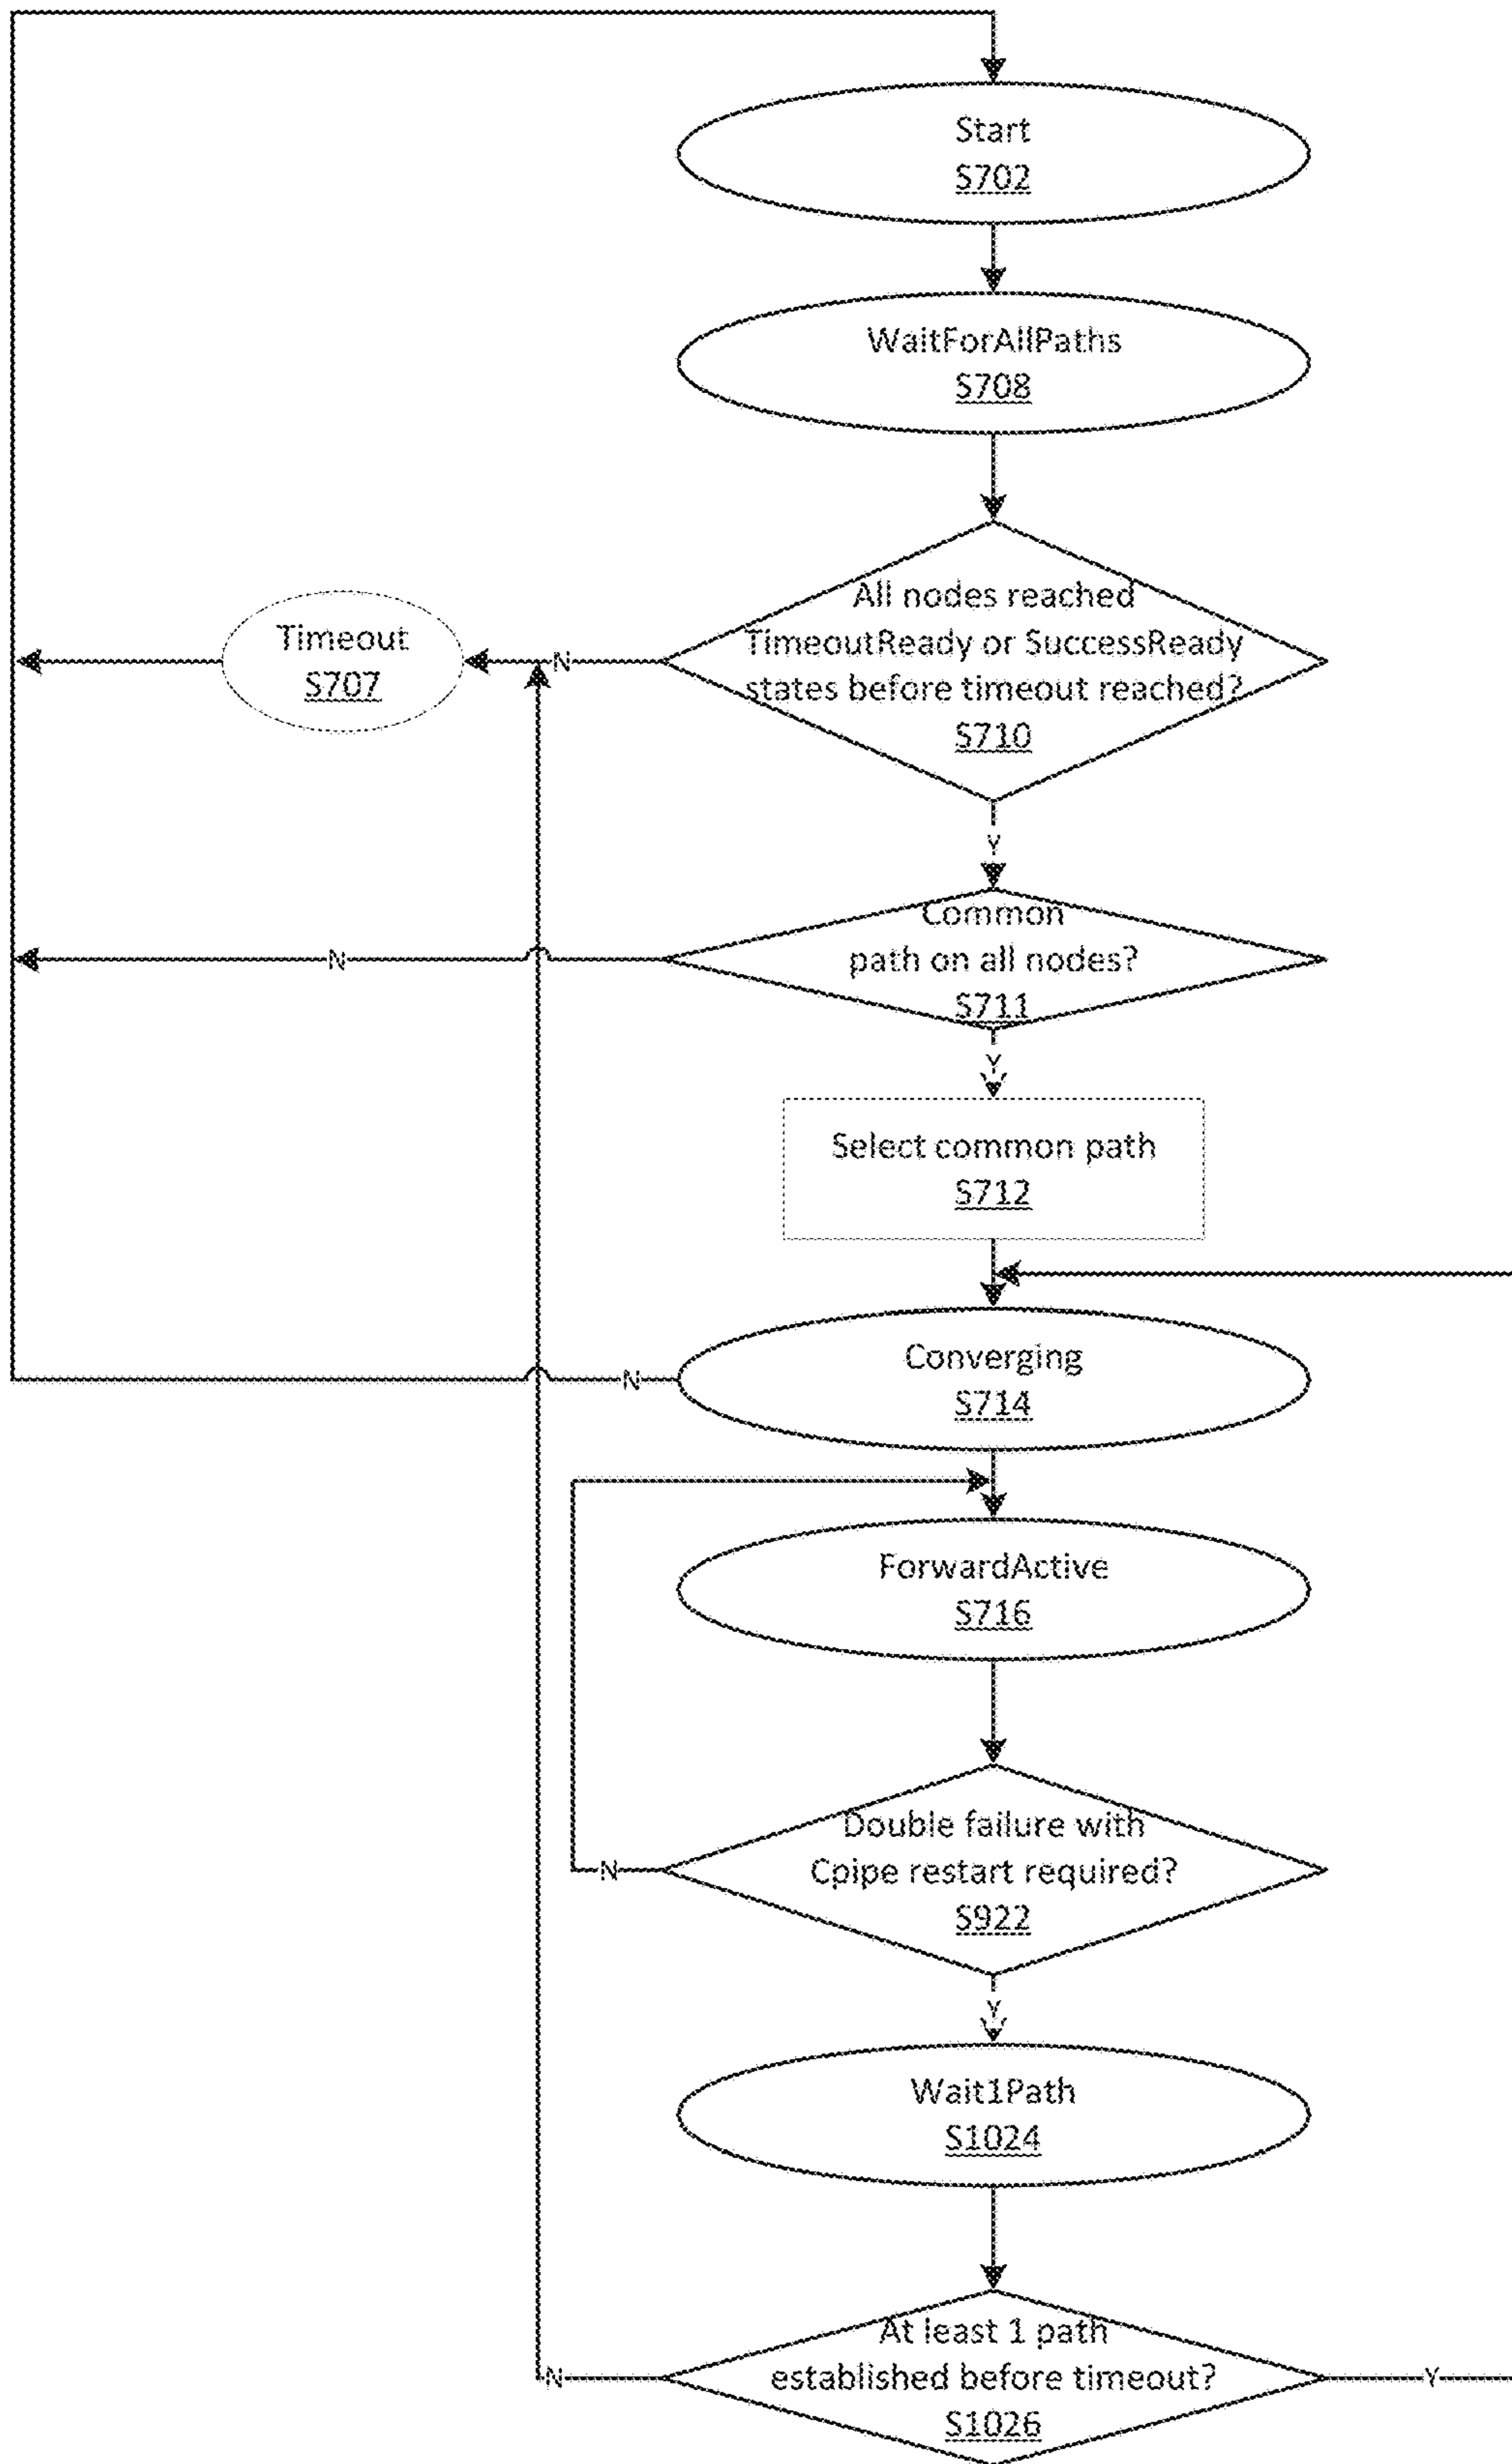 Start
S702
WaitForAllPaths
S708
All nodes reached
TimeoutReady or SuccessReady
states before timeout reached?
S710
N
Timeout
S707
Y
Common
path on all nodes?
S711
N
Y
Select common path
S712
Converging
S714
N
ForwardActive
S716
Double failure with
Cpipe restart required?
S922
N
Y
Wait1Path
S1024
At least 1 path
established before timeout?
S1026
N
Y